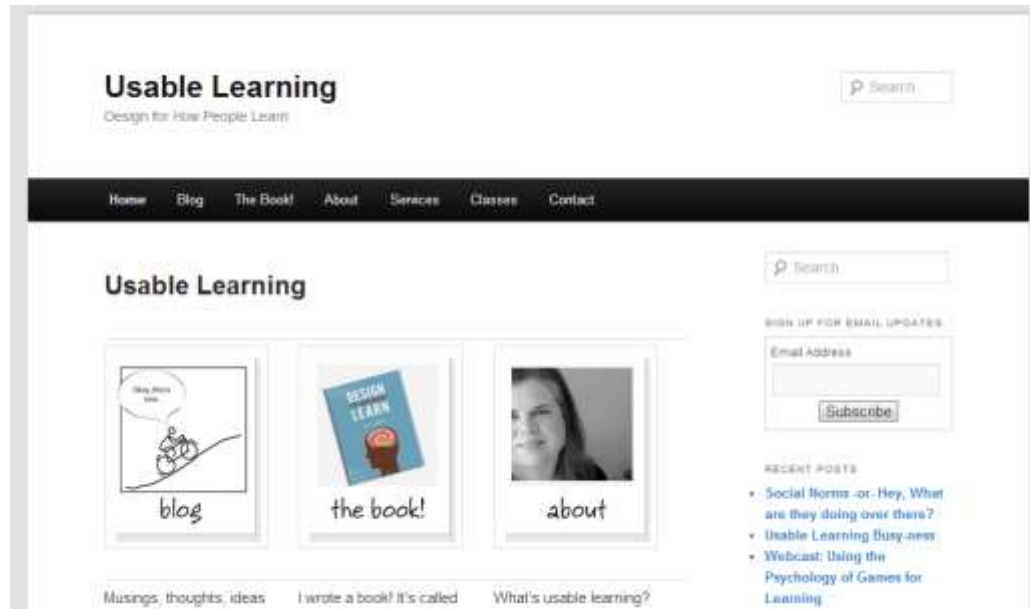 Usable Learning
Design for How People Learn
Search
Home Blog The Book! About Services Classes Contact
Usable Learning
DESIGN
LEARN
blog
the book!
about
Musings, thoughts, ideas
I wrote a book! It's called
What's usable learning?
Search
SIGN UP FOR EMAIL UPDATES
Email Address
Subscribe
RECENT POSTS
Social Norms -or- Hey, What
are they doing over there?
Usable Learning Busy-ness
Webcast: Using the
Psychology of Games for
Learning